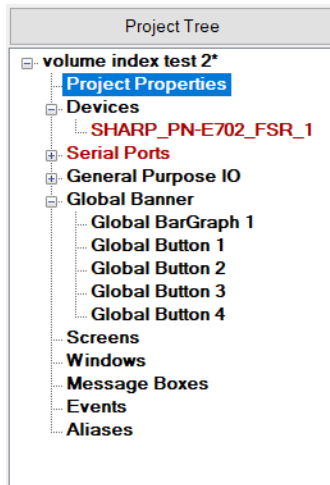 Project Tree
volume index test 2*
Project Properties
Devices
SHARP_PN-E702_FSR_1
Serial Ports
General Purpose IO
Global Banner
Global BarGraph 1
Global Button 1
Global Button 2
Global Button 3
Global Button 4
Screens
Windows
Message Boxes
Events
Aliases